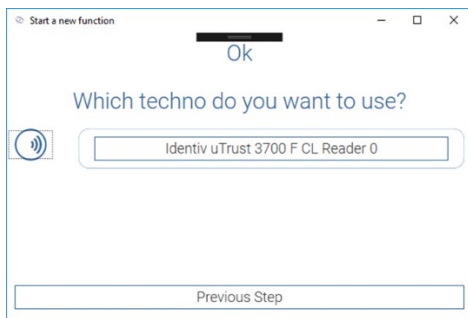 Start a new function
Ok
Which techno do you want to use?
Identiv uTrust 3700 F CL Reader 0
Previous Step